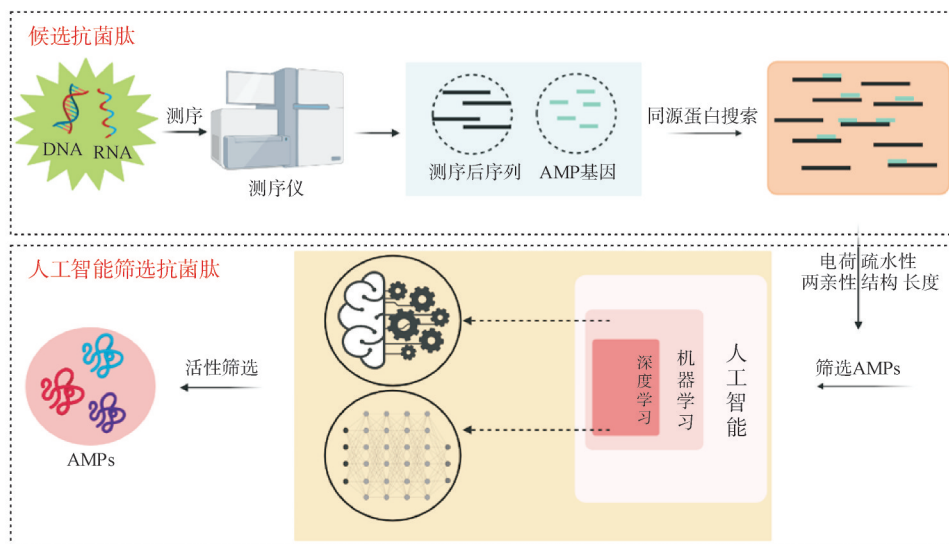 候选抗菌肽
DNA
RNA
测序
测序仪
测序后序列
AMP基因
同源蛋白搜索
电荷 疏水性
两亲性 结构 长度
筛选AMPs
人工智能筛选抗菌肽
人工智能
机器学习
深度学习
活性筛选
AMPs